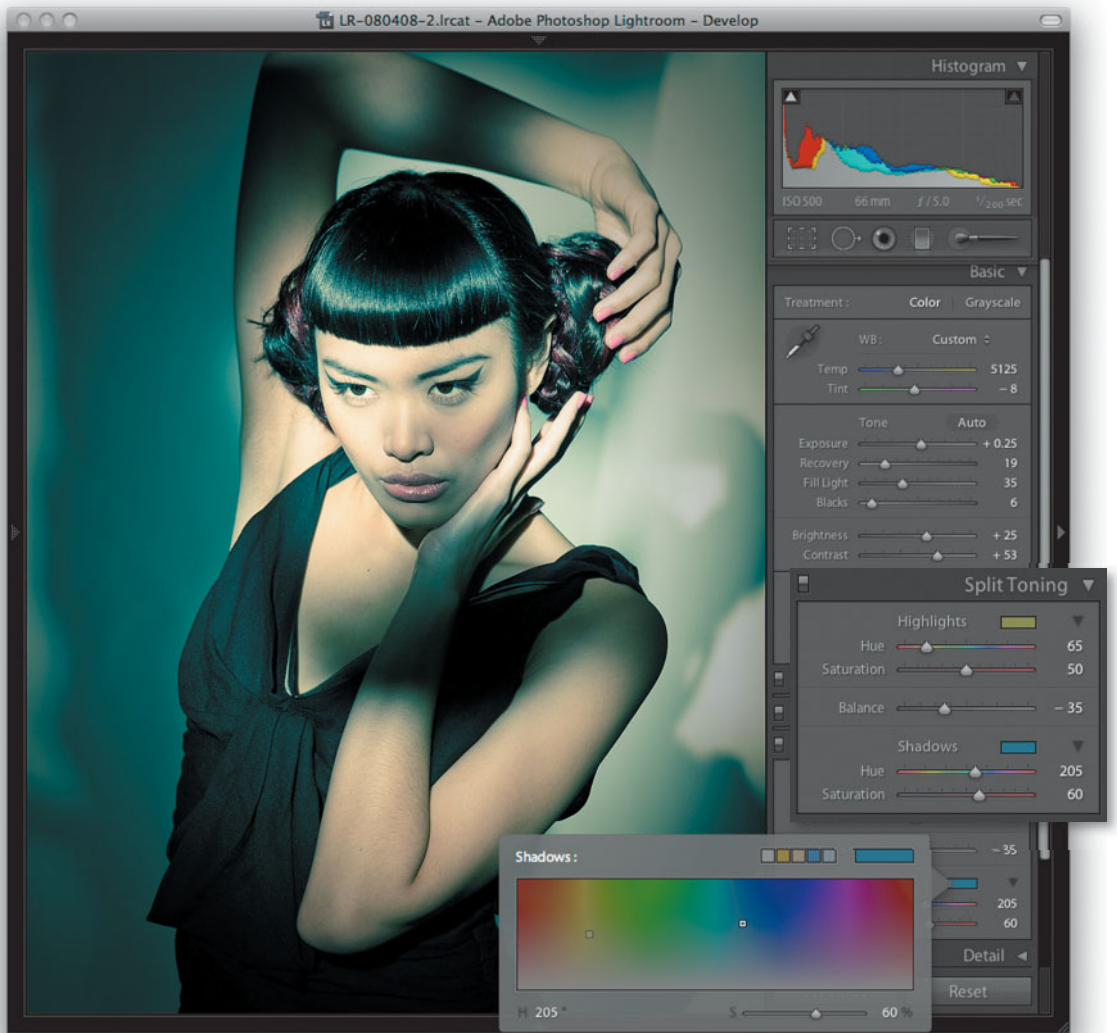 LR-080408-2.lrcat – Adobe Photoshop Lightroom – Develop
Histogram
ISO 500 66 mm ƒ / 5.0 1/200 sec
Basic
Treatment : Color Grayscale
WB : Custom
Temp 5125
Tint – 8
Tone Auto
Exposure + 0.25
Recovery 19
Fill Light 35
Blacks 6
Brightness + 25
Contrast + 53
Split Toning
Highlights
Hue 65
Saturation 50
Balance – 35
Shadows
Hue 205
Saturation 60
– 35
205
60
Shadows :
H 205 ° S 60 %
Detail
Reset